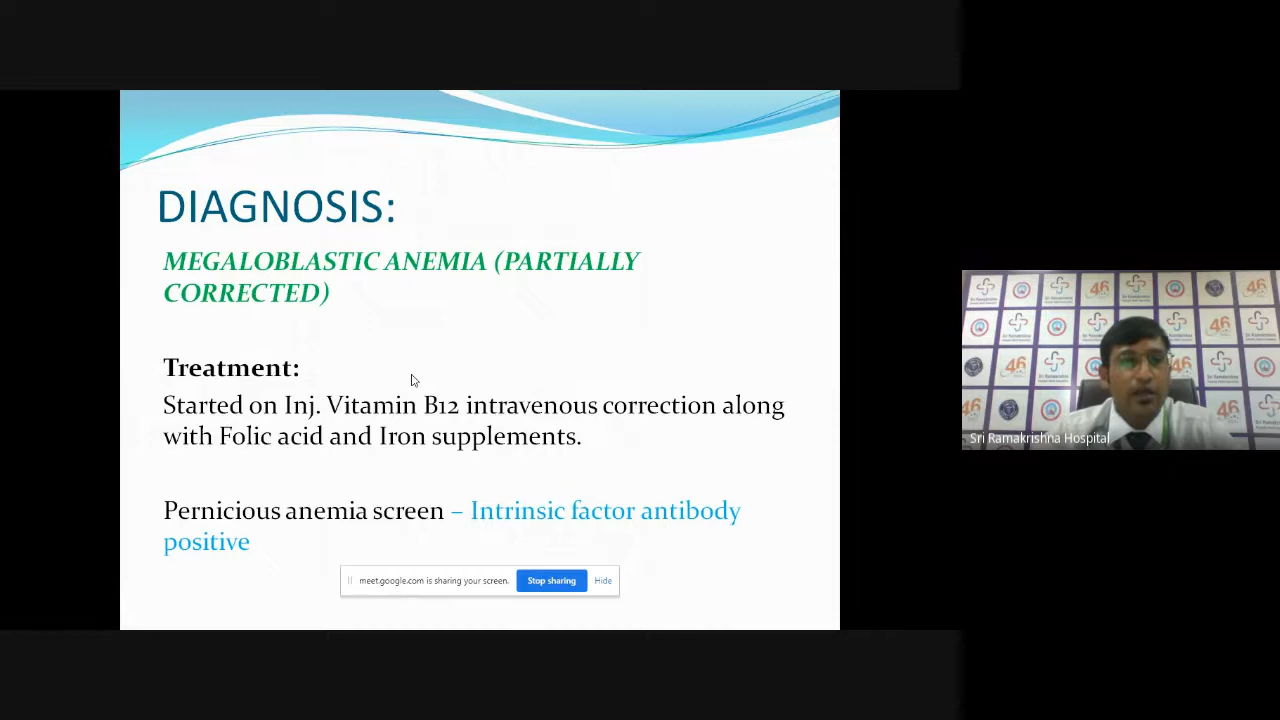 DIAGNOSIS:
MEGALOBLASTIC ANEMIA (PARTIALLY
CORRECTED)
Treatment:
Started on Inj. Vitamin B12 intravenous correction along
with Folic acid and Iron supplements.
Pernicious anemia screen – Intrinsic factor antibody
positive
meet.google.com is sharing your screen. Stop sharing Hide
Sri Ramakrishna Hospital